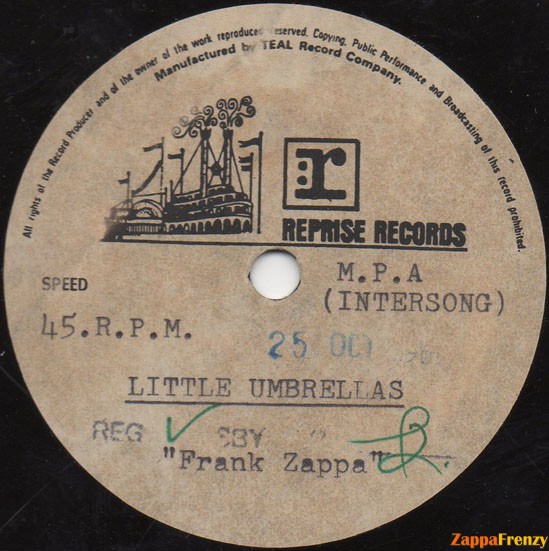 All rights of the Record Producer and of the owner of the work reproduced reserved. Copying, Public Performance and Broadcasting of this record prohibited.
Manufactured by TEAL Record Company.
r
REPRISE RECORDS
SPEED
M.P.A
(INTERSONG)
45.R.P.M.
25 OCT
LITTLE UMBRELLAS
REG SBY
"Frank Zappa"
ZappaFrenzy